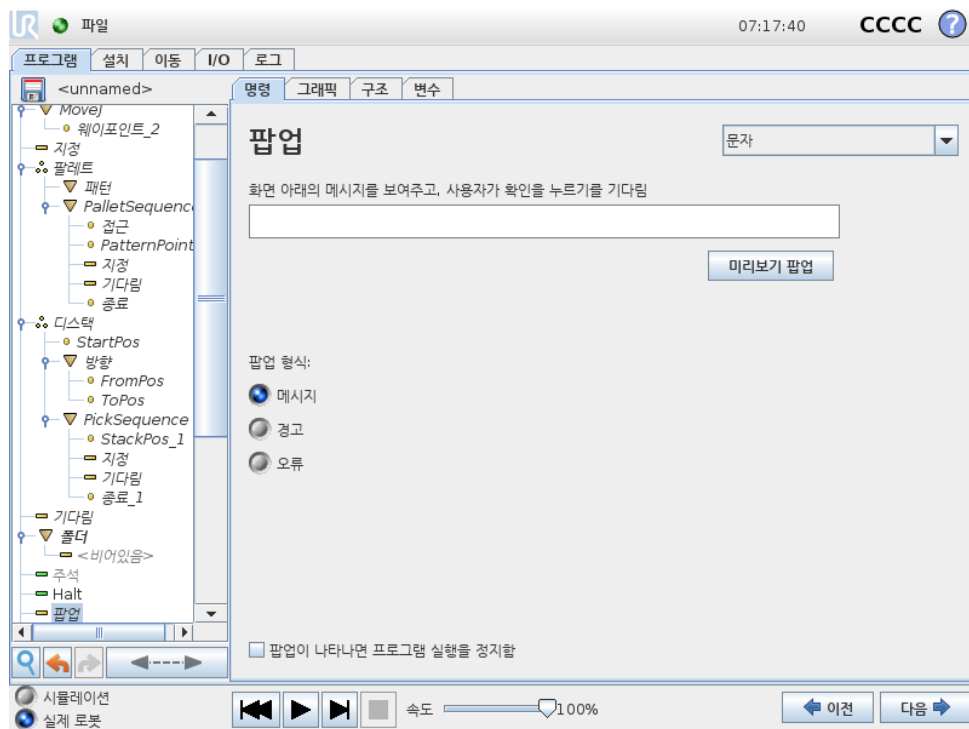 UR 파일 07:17:40 CCCC ?
프로그램 설치 이동 I/O 로그
<unnamed>
명령 그래픽 구조 변수
MoveJ
웨이포인트_2
지정
팔레트
패턴
PalletSequenc
접근
PatternPoint
지정
기다림
종료
디스택
StartPos
방향
FromPos
ToPos
PickSequence
StackPos_1
지정
기다림
종료_1
기다림
폴더
<비어있음>
주석
Halt
팝업
팝업
문자
화면 아래의 메시지를 보여주고, 사용자가 확인을 누르기를 기다림
미리보기 팝업
팝업 형식:
메시지
경고
오류
팝업이 나타나면 프로그램 실행을 정지함
시뮬레이션
실제 로봇
속도 100%
이전 다음